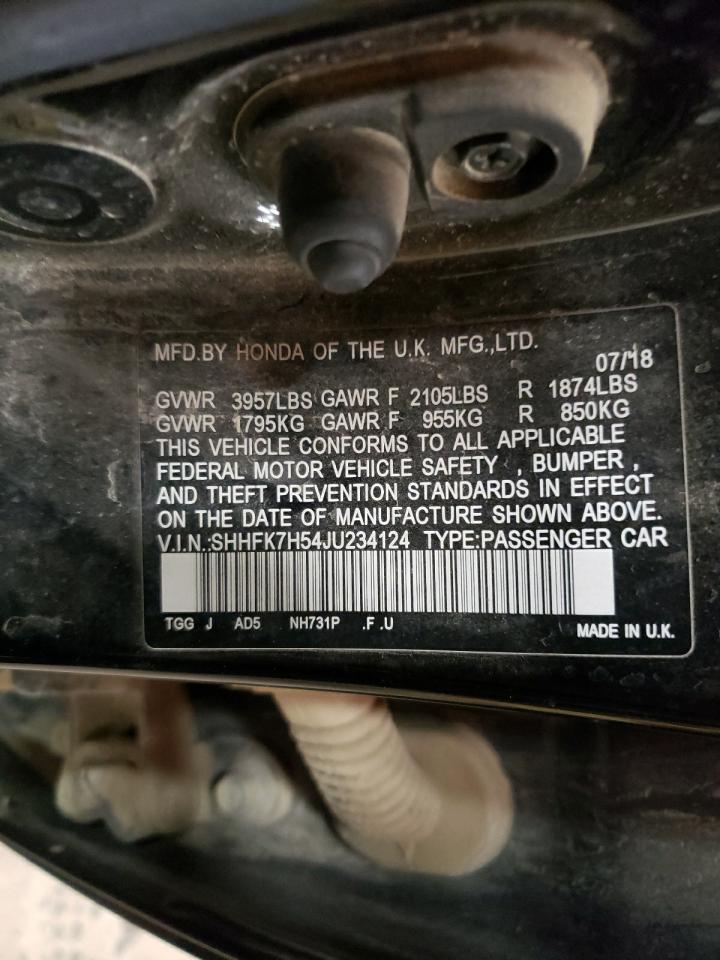 MFD.BY HONDA OF THE U.K. MFG.,LTD.
07/18
GVWR 3957LBS GAWR F 2105LBS R 1874LBS
GVWR 1795KG GAWR F 955KG R 850KG
THIS VEHICLE CONFORMS TO ALL APPLICABLE
FEDERAL MOTOR VEHICLE SAFETY , BUMPER ,
AND THEFT PREVENTION STANDARDS IN EFFECT
ON THE DATE OF MANUFACTURE SHOWN ABOVE.
V.I.N.:SHHFK7H54JU234124 TYPE:PASSENGER CAR
TGG J AD5 NH731P .F .U
MADE IN U.K.